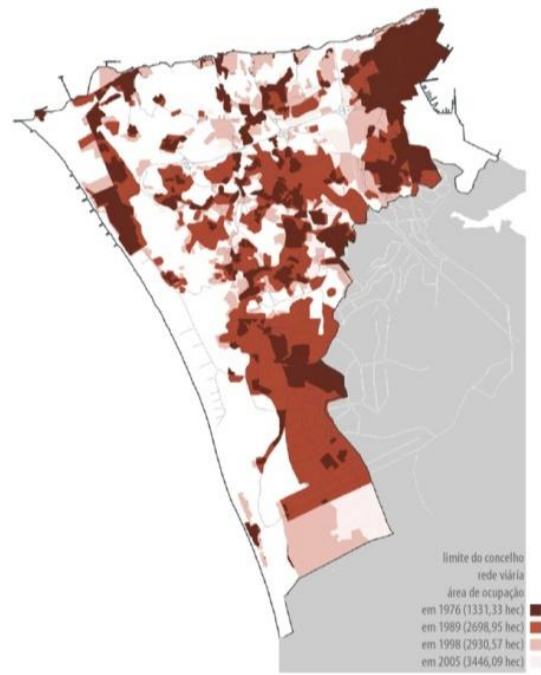 limite do concelho
rede viária
área de ocupação
em 1976 (1331,33 hec)
em 1989 (2698,95 hec)
em 1998 (2930,57 hec)
em 2005 (3446,09 hec)